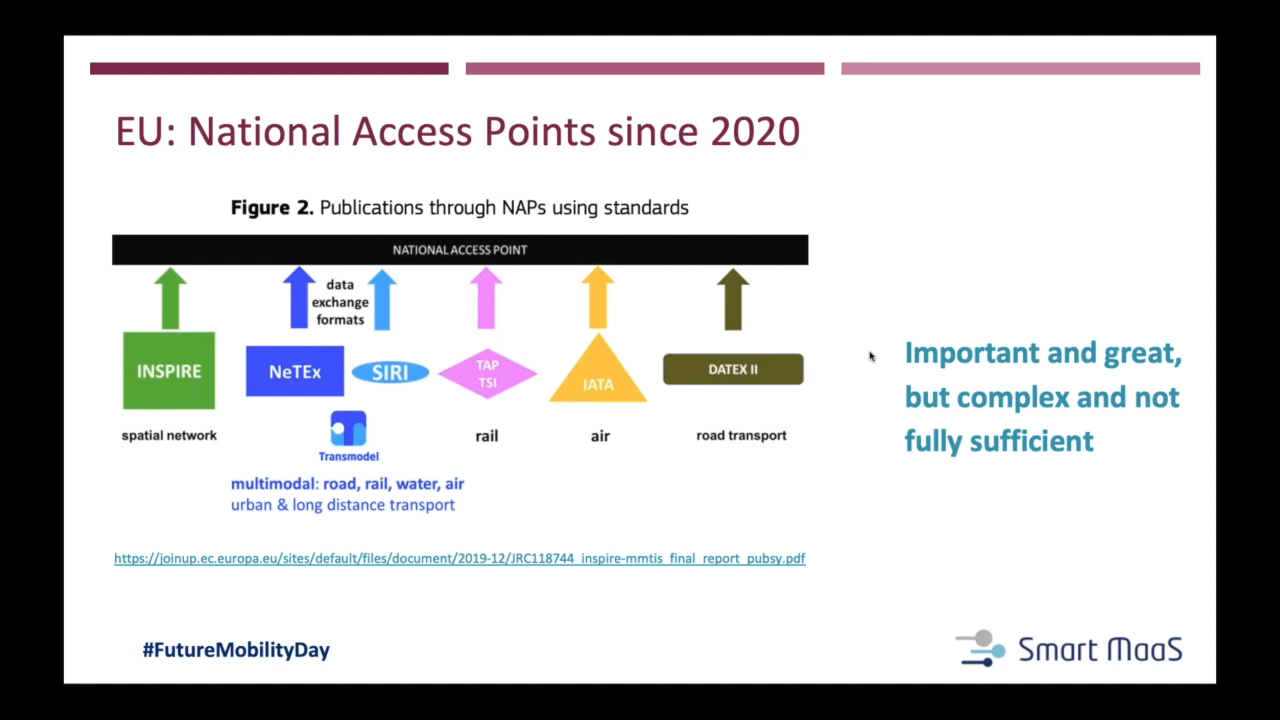 EU: National Access Points since 2020
Figure 2. Publications through NAPs using standards
NATIONAL ACCESS POINT
data
exchange
formats
INSPIRE
NeTEx
SIRI
TAP
TSI
IATA
DATEX II
spatial network
Transmodel
rail
air
road transport
multimodal: road, rail, water, air
urban & long distance transport
Important and great,
but complex and not
fully sufficient
https://joinup.ec.europa.eu/sites/default/files/document/2019-12/JRC118744_inspire-mmtis_final_report_pubsy.pdf
#FutureMobilityDay
Smart MaaS